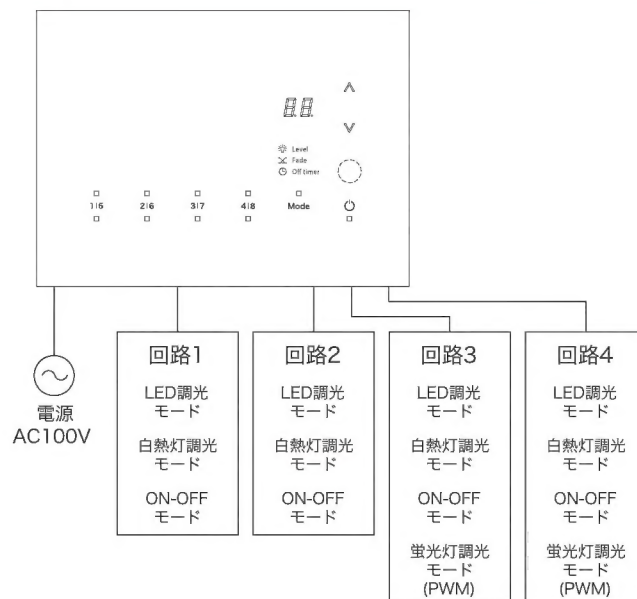 88
Level
Fade
Off timer
1|5 2|6 3|7 4|8 Mode
電源
AC100V
回路1
LED調光
モード
白熱灯調光
モード
ON-OFF
モード
回路2
LED調光
モード
白熱灯調光
モード
ON-OFF
モード
回路3
LED調光
モード
白熱灯調光
モード
ON-OFF
モード
蛍光灯調光
モード
(PWM)
回路4
LED調光
モード
白熱灯調光
モード
ON-OFF
モード
蛍光灯調光
モード
(PWM)